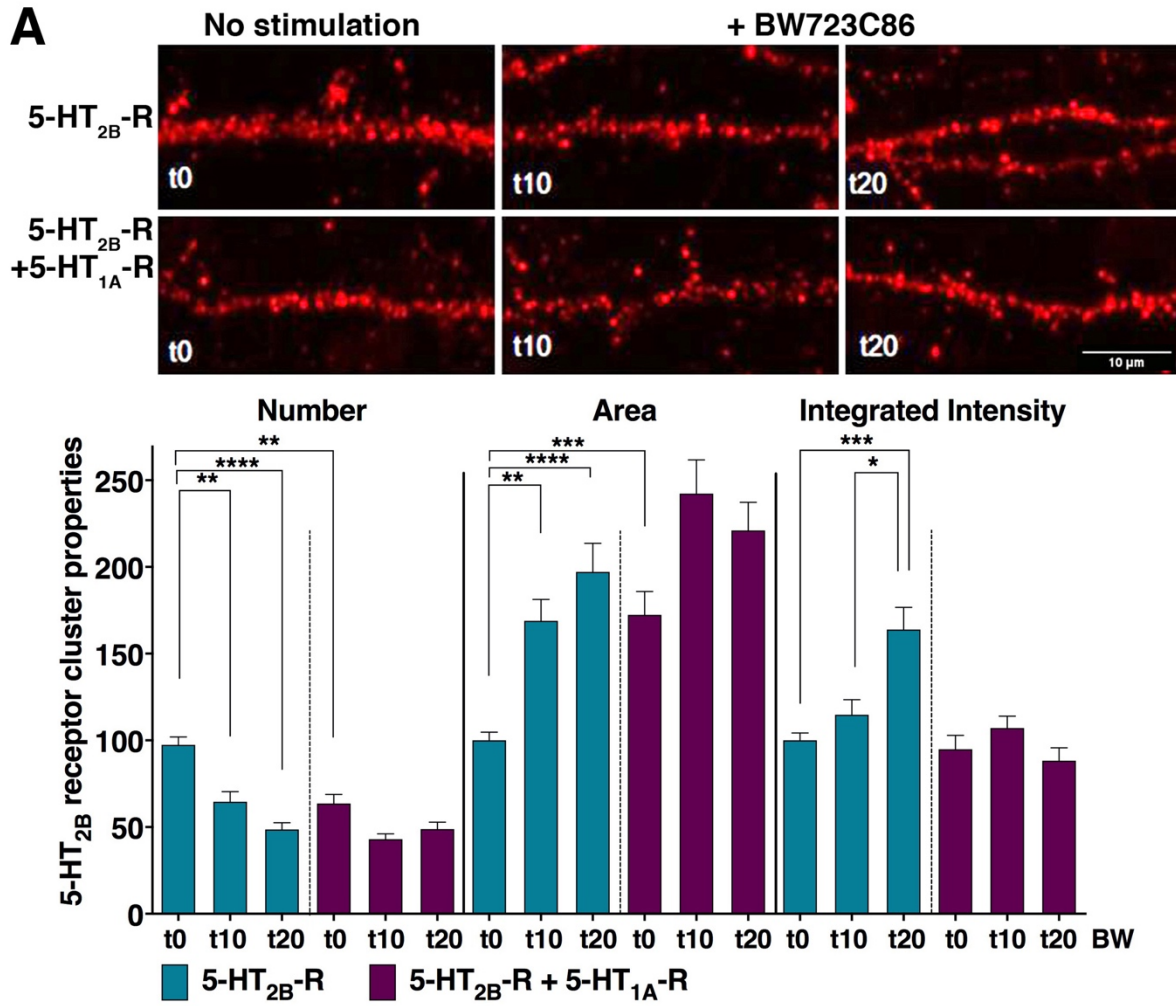 A
No stimulation + BW723C86
5-HT2B-R
t0 t10 t20
5-HT2B-R
+5-HT1A-R
t0 t10 t20
10 µm
Number Area Integrated Intensity
5-HT2B receptor cluster properties
** *** ***
**** **** *
** **
250
200
150
100
50
0
t0 t10 t20 t0 t10 t20 t0 t10 t20 t0 t10 t20 t0 t10 t20 t0 t10 t20 BW
5-HT2B-R 5-HT2B-R + 5-HT1A-R